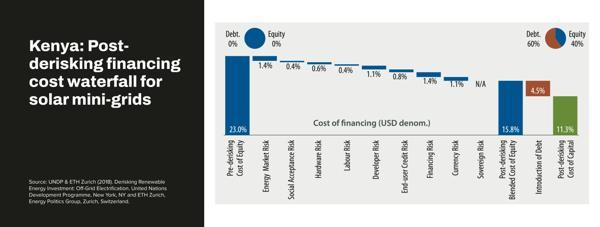 Kenya: Post-
derisking financing
cost waterfall for
solar mini-grids
Source: UNDP & ETH Zurich (2018). Derisking Renewable
Energy Investment: Off-Grid Electrification. United Nations
Development Programme, New York, NY and ETH Zurich,
Energy Politics Group, Zurich, Switzerland.
Debt. Equity
0% 0%
Debt. Equity
60% 40%
23.0%
1.4%
0.4%
0.6%
0.4%
1.1%
0.8%
1.4%
1.1%
N/A
15.8%
4.5%
11.3%
Cost of financing (USD denom.)
Pre-derisking
Cost of Equity
Energy Market Risk
Social Acceptance Risk
Hardware Risk
Labour Risk
Developer Risk
End-user Credit Risk
Financing Risk
Currency Risk
Sovereign Risk
Post-derisking
Blended Cost of Equity
Introduction of Debt
Post-derisking
Cost of Capital